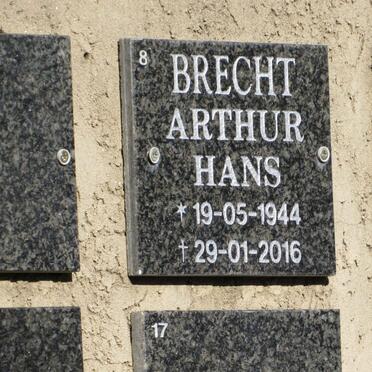 8
BRECHT
ARTHUR
HANS
* 19-05-1944
† 29-01-2016
17